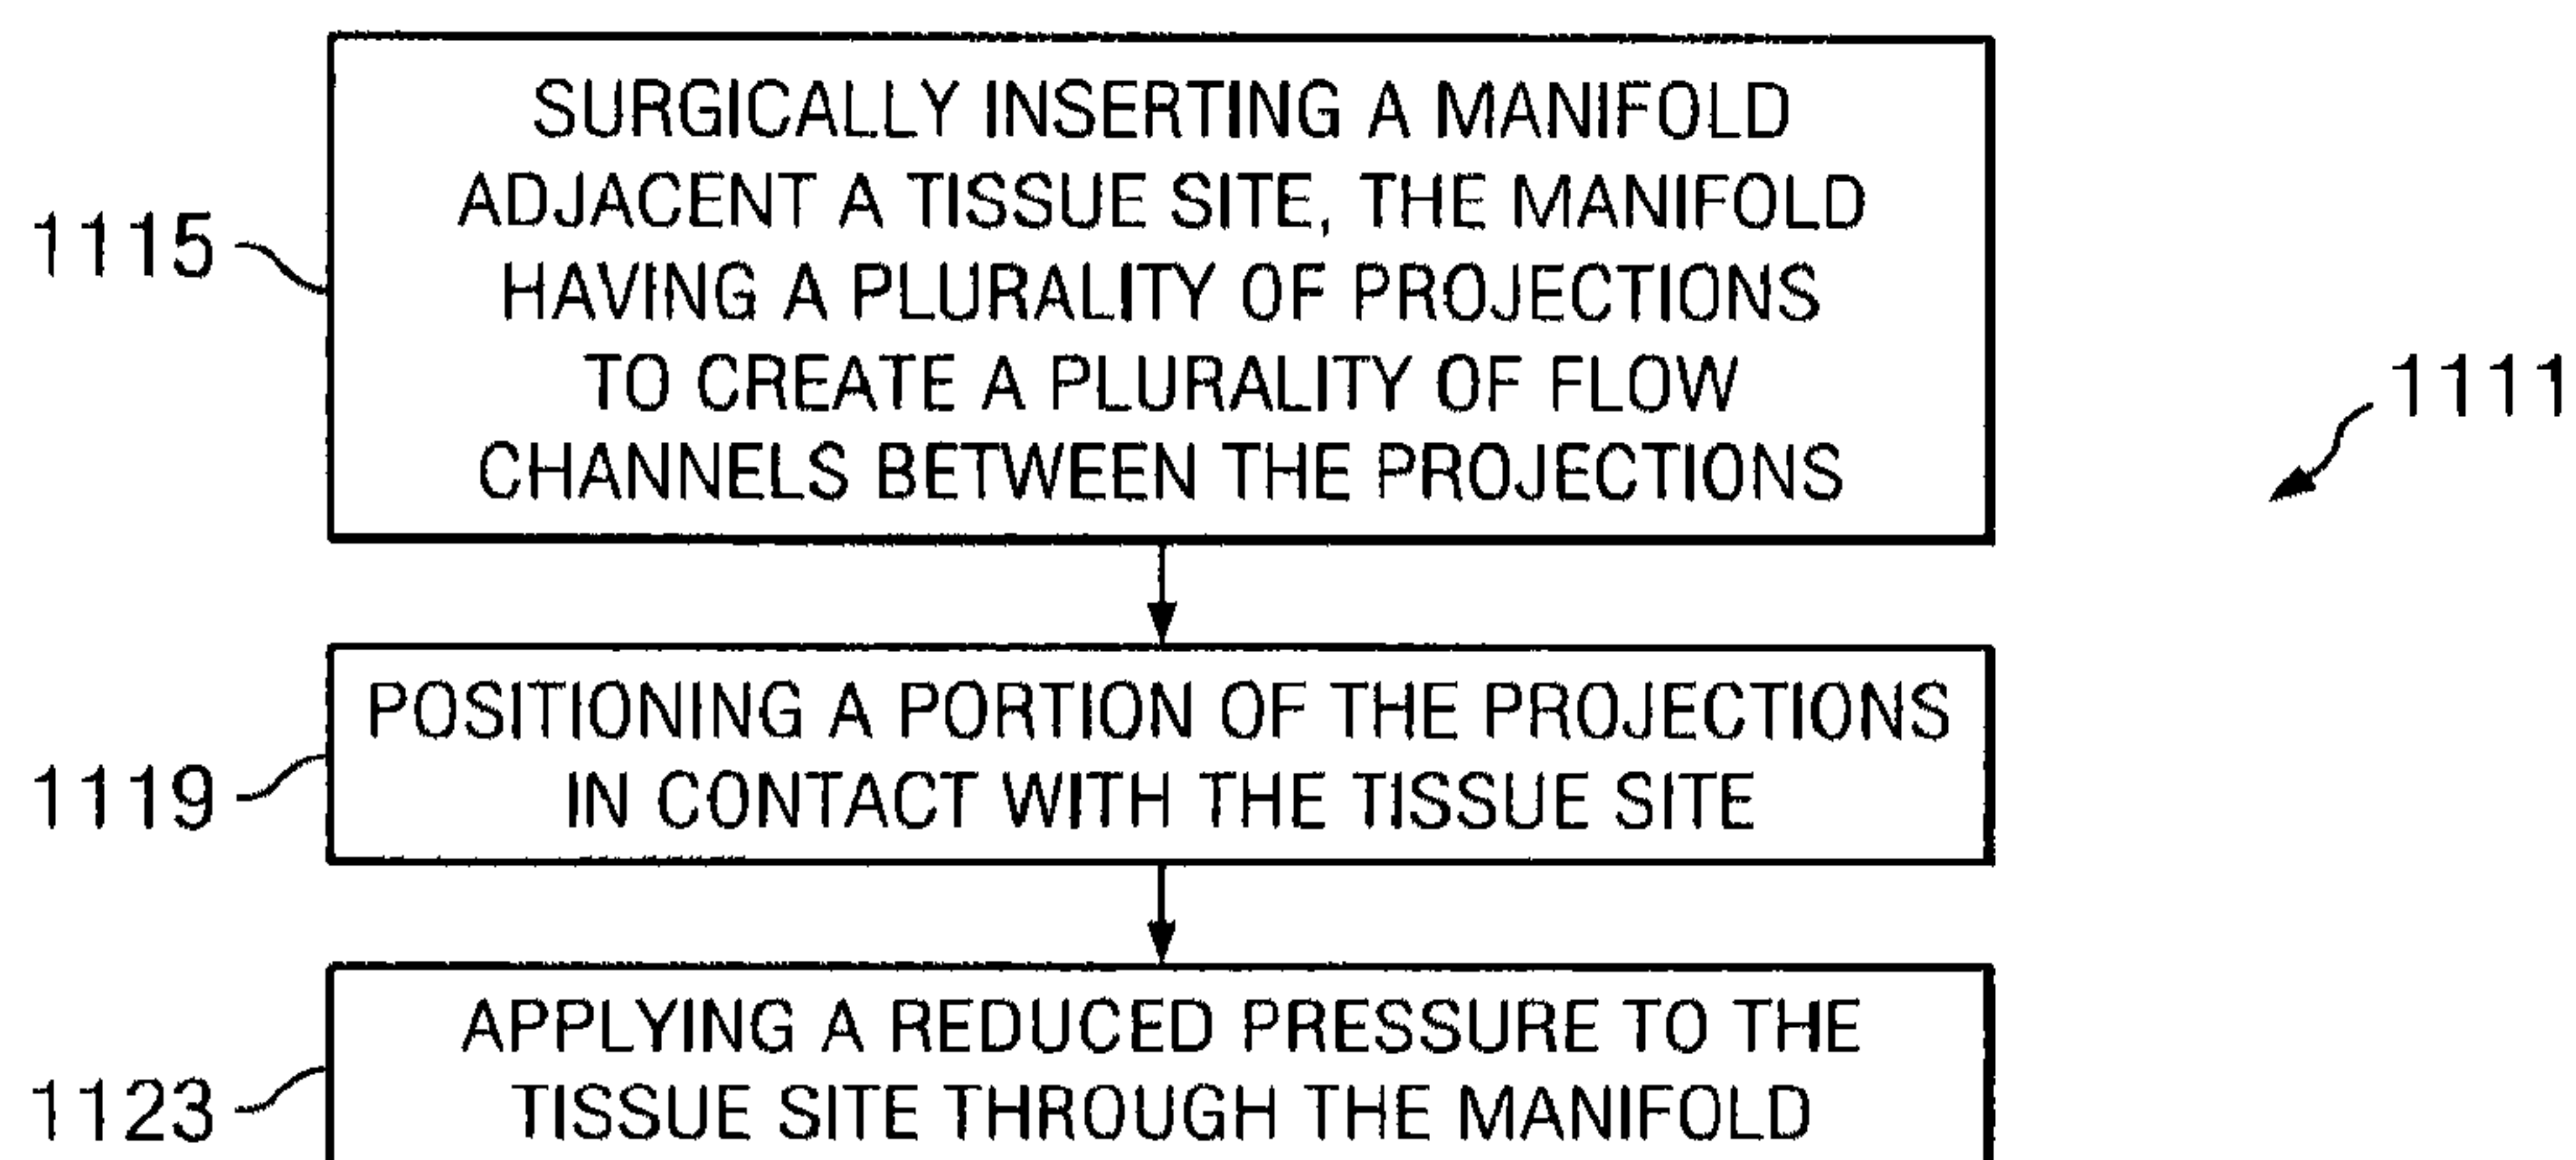 SURGICALLY INSERTING A MANIFOLD
ADJACENT A TISSUE SITE, THE MANIFOLD
HAVING A PLURALITY OF PROJECTIONS
TO CREATE A PLURALITY OF FLOW
CHANNELS BETWEEN THE PROJECTIONS
1115
1111
POSITIONING A PORTION OF THE PROJECTIONS
IN CONTACT WITH THE TISSUE SITE
1119
APPLYING A REDUCED PRESSURE TO THE
TISSUE SITE THROUGH THE MANIFOLD
1123